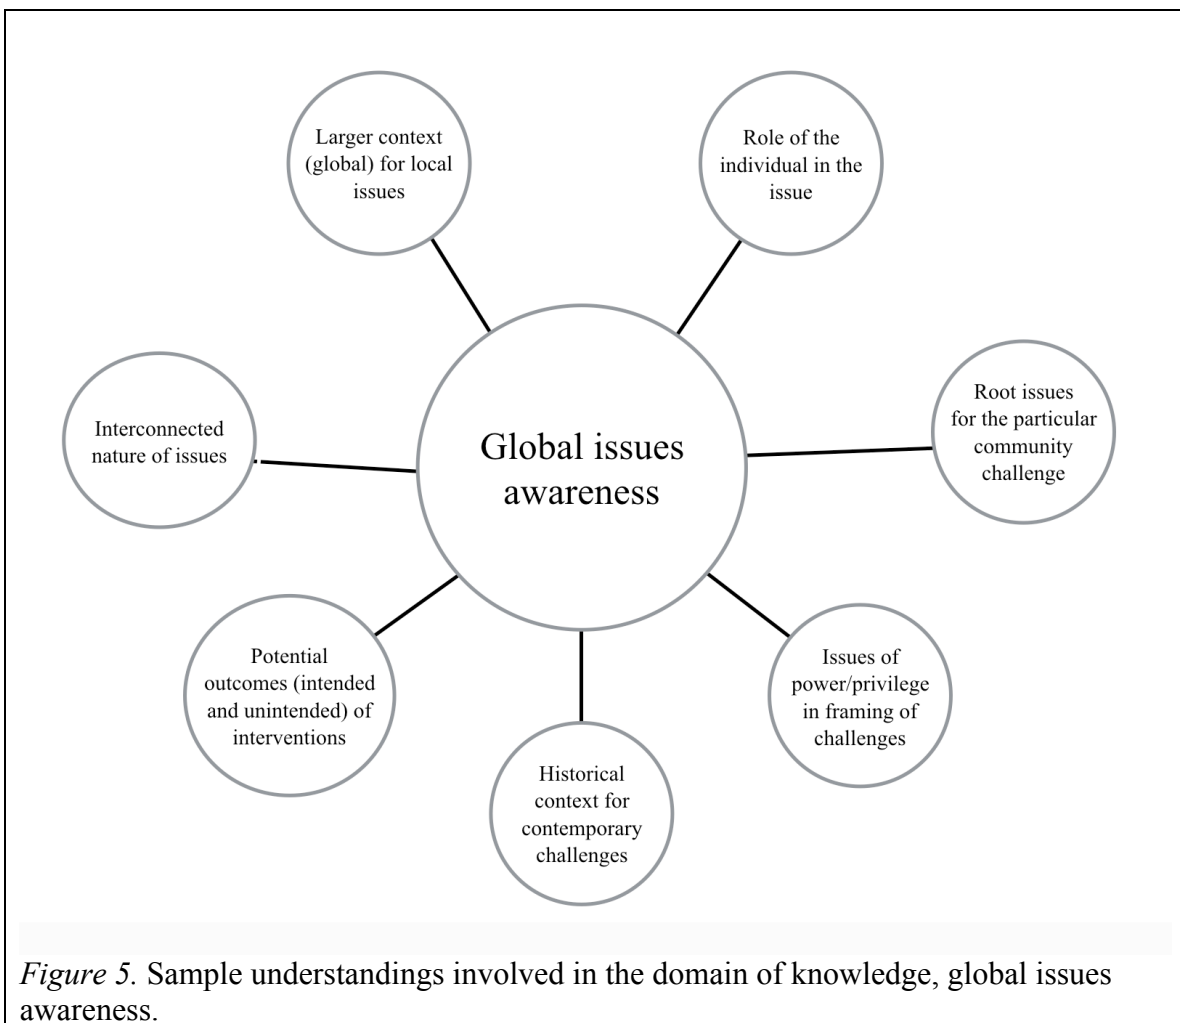 Larger context
(global) for local
issues
Role of the
individual in the
issue
Interconnected
nature of issues
Global issues
awareness
Root issues
for the particular
community
challenge
Potential
outcomes (intended
and unintended) of
interventions
Historical
context for
contemporary
challenges
Issues of
power/privilege
in framing of
challenges
Figure 5. Sample understandings involved in the domain of knowledge, global issues
awareness.